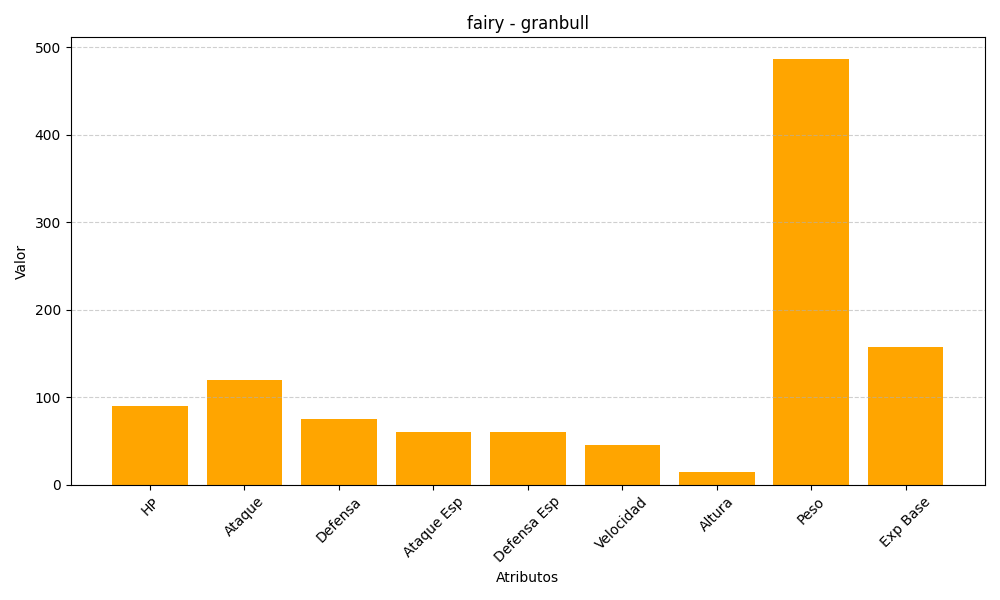 fairy - granbull
500
400
300
200
100
0
Valor
HP
Ataque
Defensa
Ataque Esp
Defensa Esp
Velocidad
Altura
Peso
Exp Base
Atributos